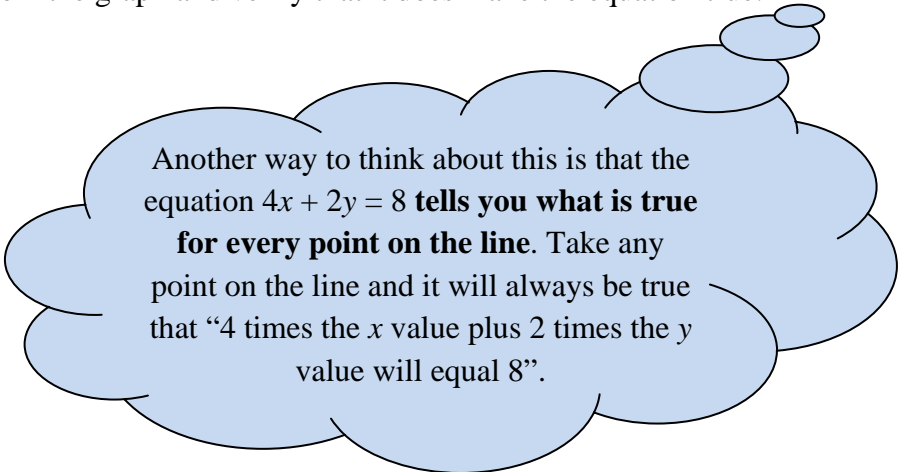 Another way to think about this is that the
equation 4x + 2y = 8 tells you what is true
for every point on the line. Take any
point on the line and it will always be true
that “4 times the x value plus 2 times the y
value will equal 8”.